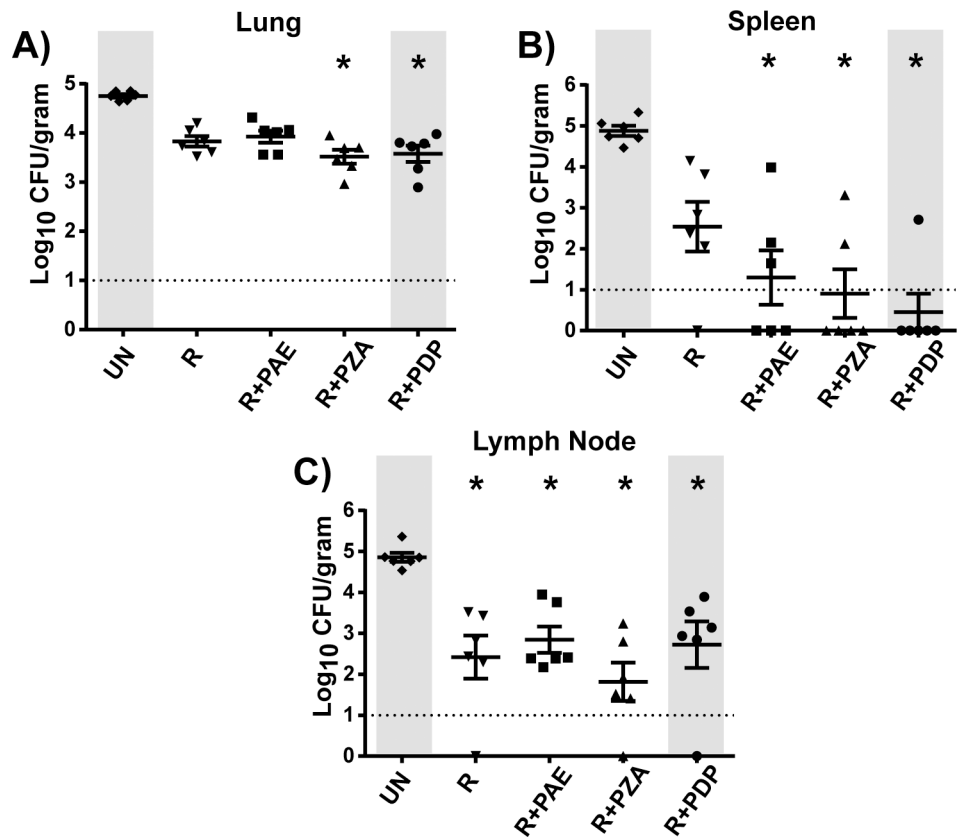 A)
Lung
* *
Log10 CFU/gram
5
4
3
2
1
0
UN
R
R+PAE
R+PZA
R+PDP
B)
Spleen
* * *
Log10 CFU/gram
6
5
4
3
2
1
0
UN
R
R+PAE
R+PZA
R+PDP
C)
Lymph Node
* * * *
Log10 CFU/gram
6
5
4
3
2
1
0
UN
R
R+PAE
R+PZA
R+PDP